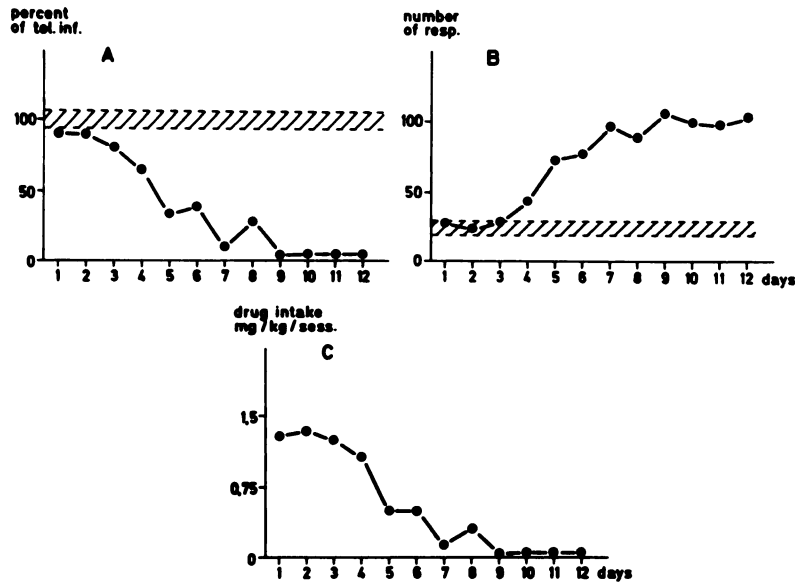 percent
of tel. inf.
A
100
50
0
1 2 3 4 5 6 7 8 9 10 11 12
number
of resp.
B
100
50
0
1 2 3 4 5 6 7 8 9 10 11 12 days
drug intake
mg/kg/sess.
C
1,5
0,75
0
1 2 3 4 5 6 7 8 9 10 11 12 days